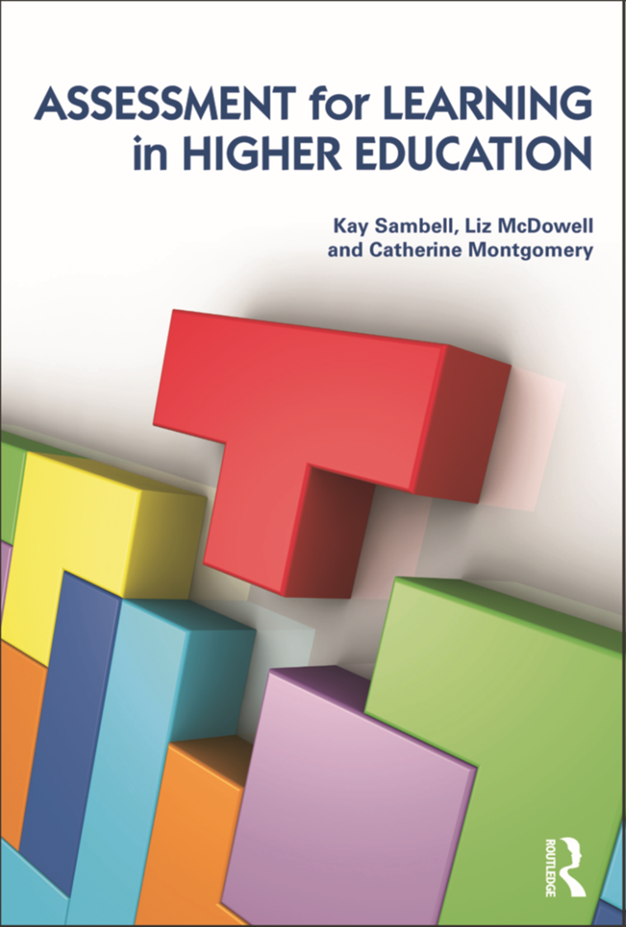 ASSESSMENT for LEARNING
in HIGHER EDUCATION
Kay Sambell, Liz McDowell
and Catherine Montgomery
ROUTLEDGE